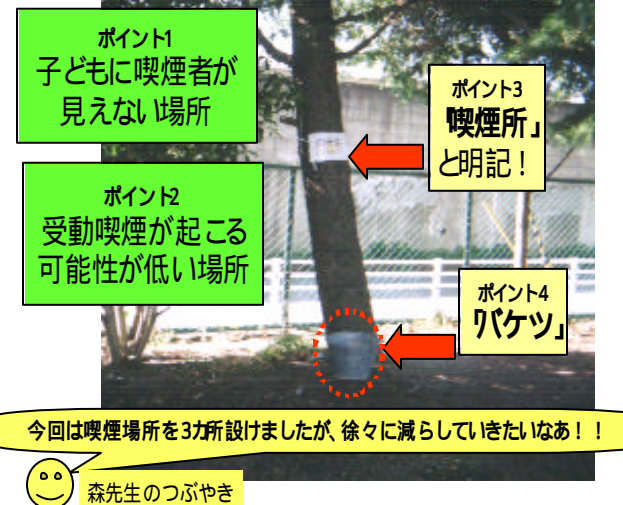 ポイント1
子どもに喫煙者が
見えない場所
ポイント2
受動喫煙が起こる
可能性が低い場所
ポイント3
「喫煙所」
と明記！
ポイント4
「バケツ」
今回は喫煙場所を3カ所設けましたが、徐々に減らしていきたいなあ！！
森先生のつぶやき